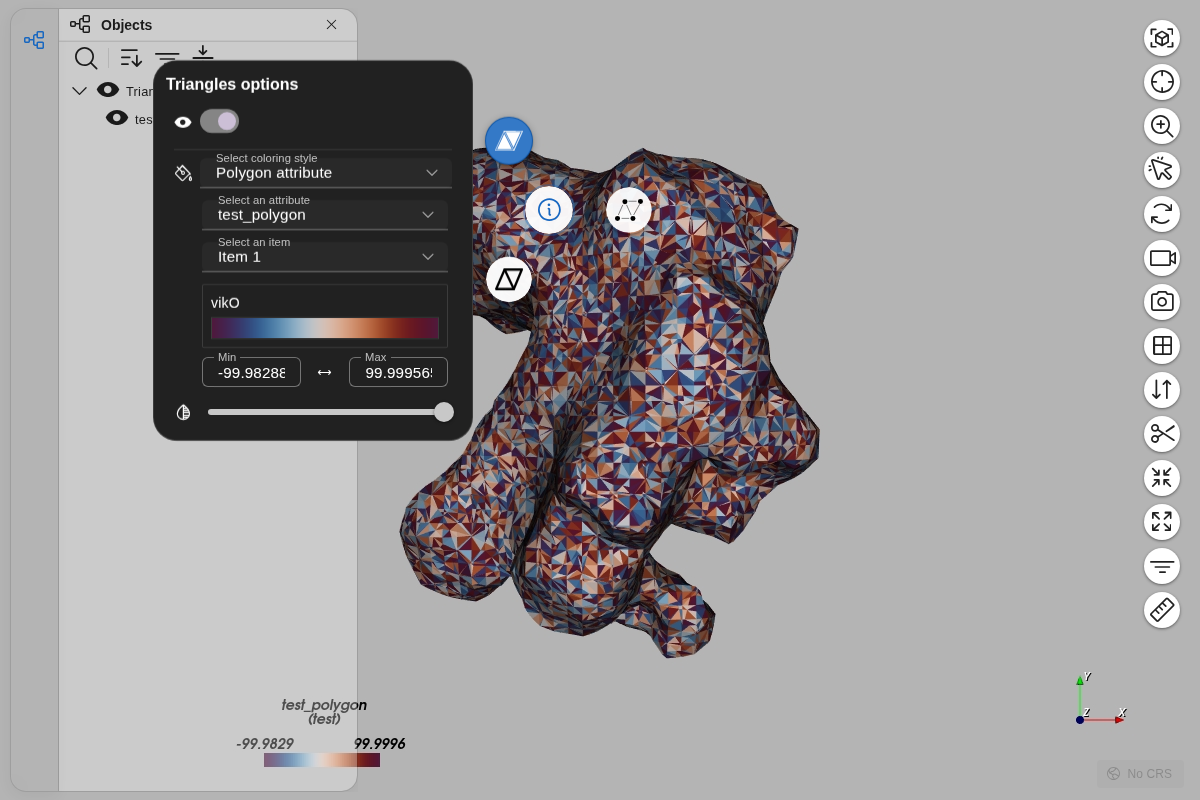 Objects
Trian
tes
Triangles options
Select coloring style
Polygon attribute
Select an attribute
test_polygon
Select an item
Item 1
vikO
Min
-99.98288
Max
99.999565
test_polygon
(test)
-99.9829 99.9996
Y
Z X
No CRS